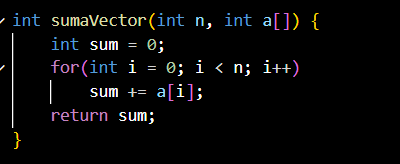 int sumaVector(int n, int a[]) {
    int sum = 0;
    for(int i = 0; i < n; i++)
        sum += a[i];
    return sum;
}